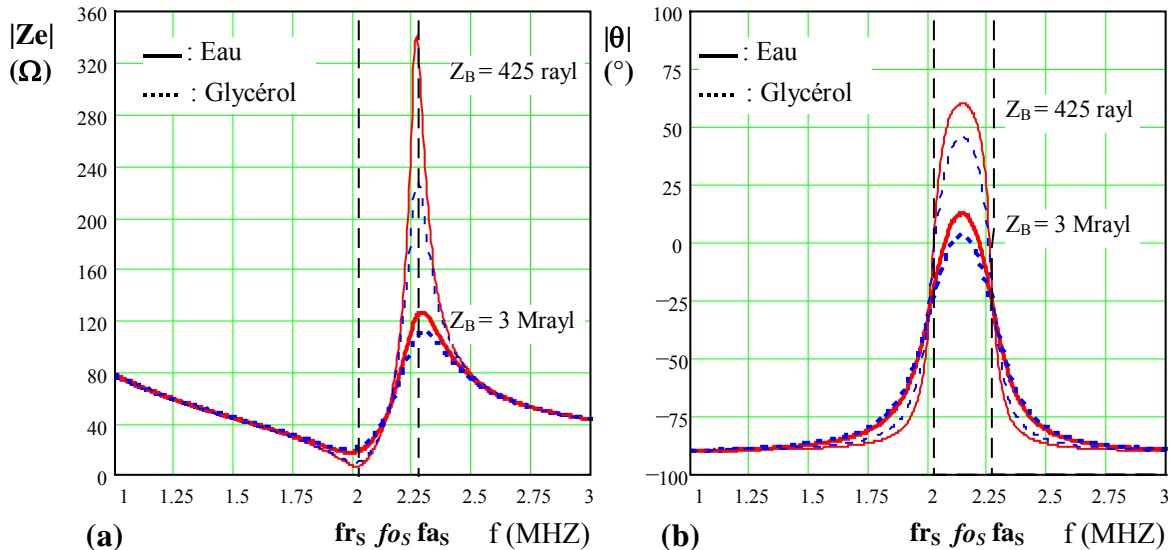 |Ze|
(Ω)
360
320
280
240
200
160
120
80
40
0
: Eau
: Glycérol
Z_B = 425 rayl
Z_B = 3 Mrayl
1 1.25 1.5 1.75 2 2.25 2.5 2.75 3
(a) fr_S fo_S fa_S f (MHZ)
|θ|
(°)
100
75
50
25
0
−25
−50
−75
−100
: Eau
: Glycérol
Z_B = 425 rayl
Z_B = 3 Mrayl
1 1.25 1.5 1.75 2 2.25 2.5 2.75 3
(b) fr_S fo_S fa_S f (MHZ)